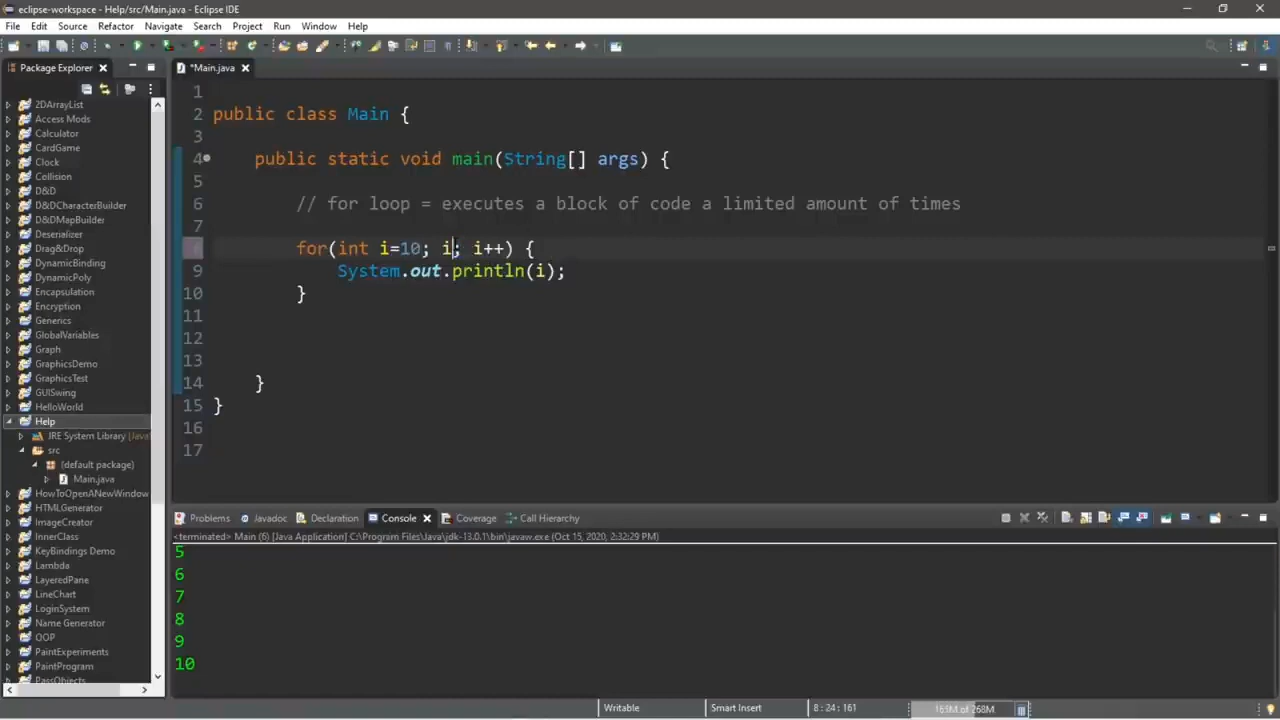 eclipse-workspace - Help/src/Main.java - Eclipse IDE
File Edit Source Refactor Navigate Search Project Run Window Help
Package Explorer
*Main.java
2DArrayList
Access Mods
Calculator
CardGame
Clock
Collision
D&D
D&DCharacterBuilder
D&DMapBuilder
Deserializer
Drag&Drop
DynamicBinding
DynamicPoly
Encapsulation
Encryption
Generics
GlobalVariables
Graph
GraphicsDemo
GraphicsTest
GUISwing
HelloWorld
Help
JRE System Library [Java
src
(default package)
Main.java
HowToOpenANewWindow
HTMLGenerator
ImageCreator
InnerClass
KeyBindings Demo
Lambda
LayeredPane
LineChart
LoginSystem
Name Generator
OOP
PaintExperiments
PaintProgram
PassObjects
1
2 public class Main {
3
4 public static void main(String[] args) {
5
6 // for loop = executes a block of code a limited amount of times
7
8 for(int i=10; i; i++) {
9 System.out.println(i);
10 }
11
12
13
14 }
15 }
16
17
Problems Javadoc Declaration Console Coverage Call Hierarchy
<terminated> Main (6) [Java Application] C:\Program Files\Java\jdk-13.0.1\bin\javaw.exe (Oct 15, 2020, 2:32:29 PM)
5
6
7
8
9
10
Writable Smart Insert 8 : 24 : 161 of 268M